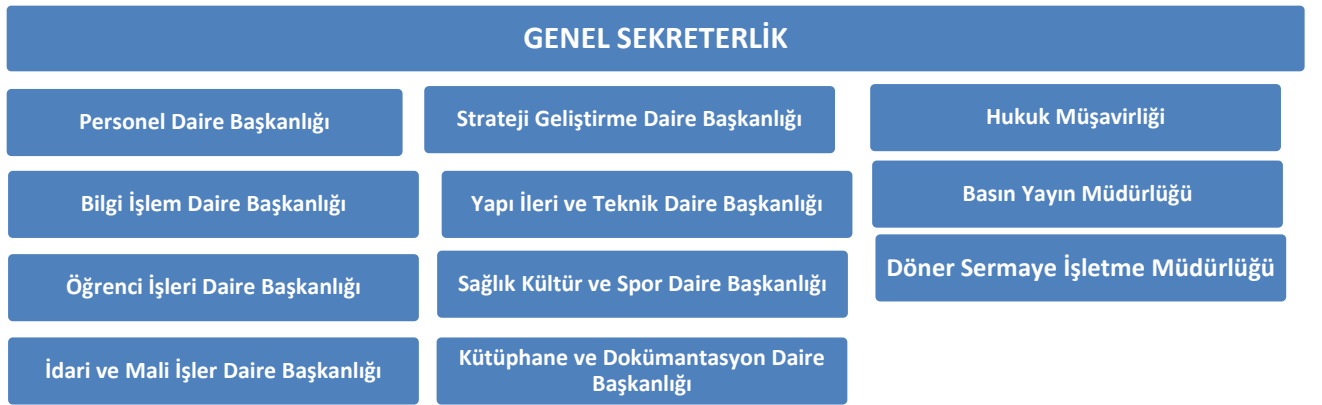 GENEL SEKRETERLİK
Personel Daire Başkanlığı
Strateji Geliştirme Daire Başkanlığı
Hukuk Müşavirliği
Bilgi İşlem Daire Başkanlığı
Yapı İleri ve Teknik Daire Başkanlığı
Basın Yayın Müdürlüğü
Öğrenci İşleri Daire Başkanlığı
Sağlık Kültür ve Spor Daire Başkanlığı
Döner Sermaye İşletme Müdürlüğü
İdari ve Mali İşler Daire Başkanlığı
Kütüphane ve Dokümantasyon Daire
Başkanlığı